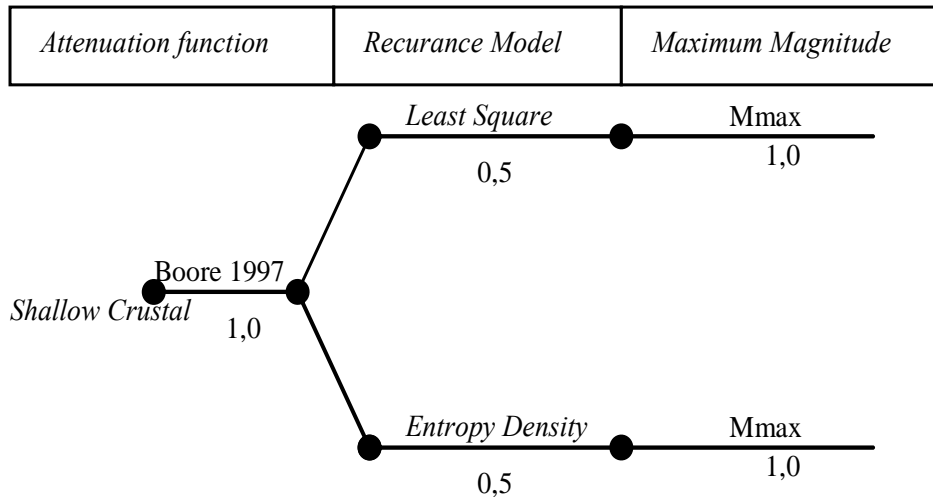 Attenuation function
Recurance Model
Maximum Magnitude
Least Square
Mmax
0,5
1,0
Boore 1997
Shallow Crustal
1,0
Entropy Density
Mmax
0,5
1,0